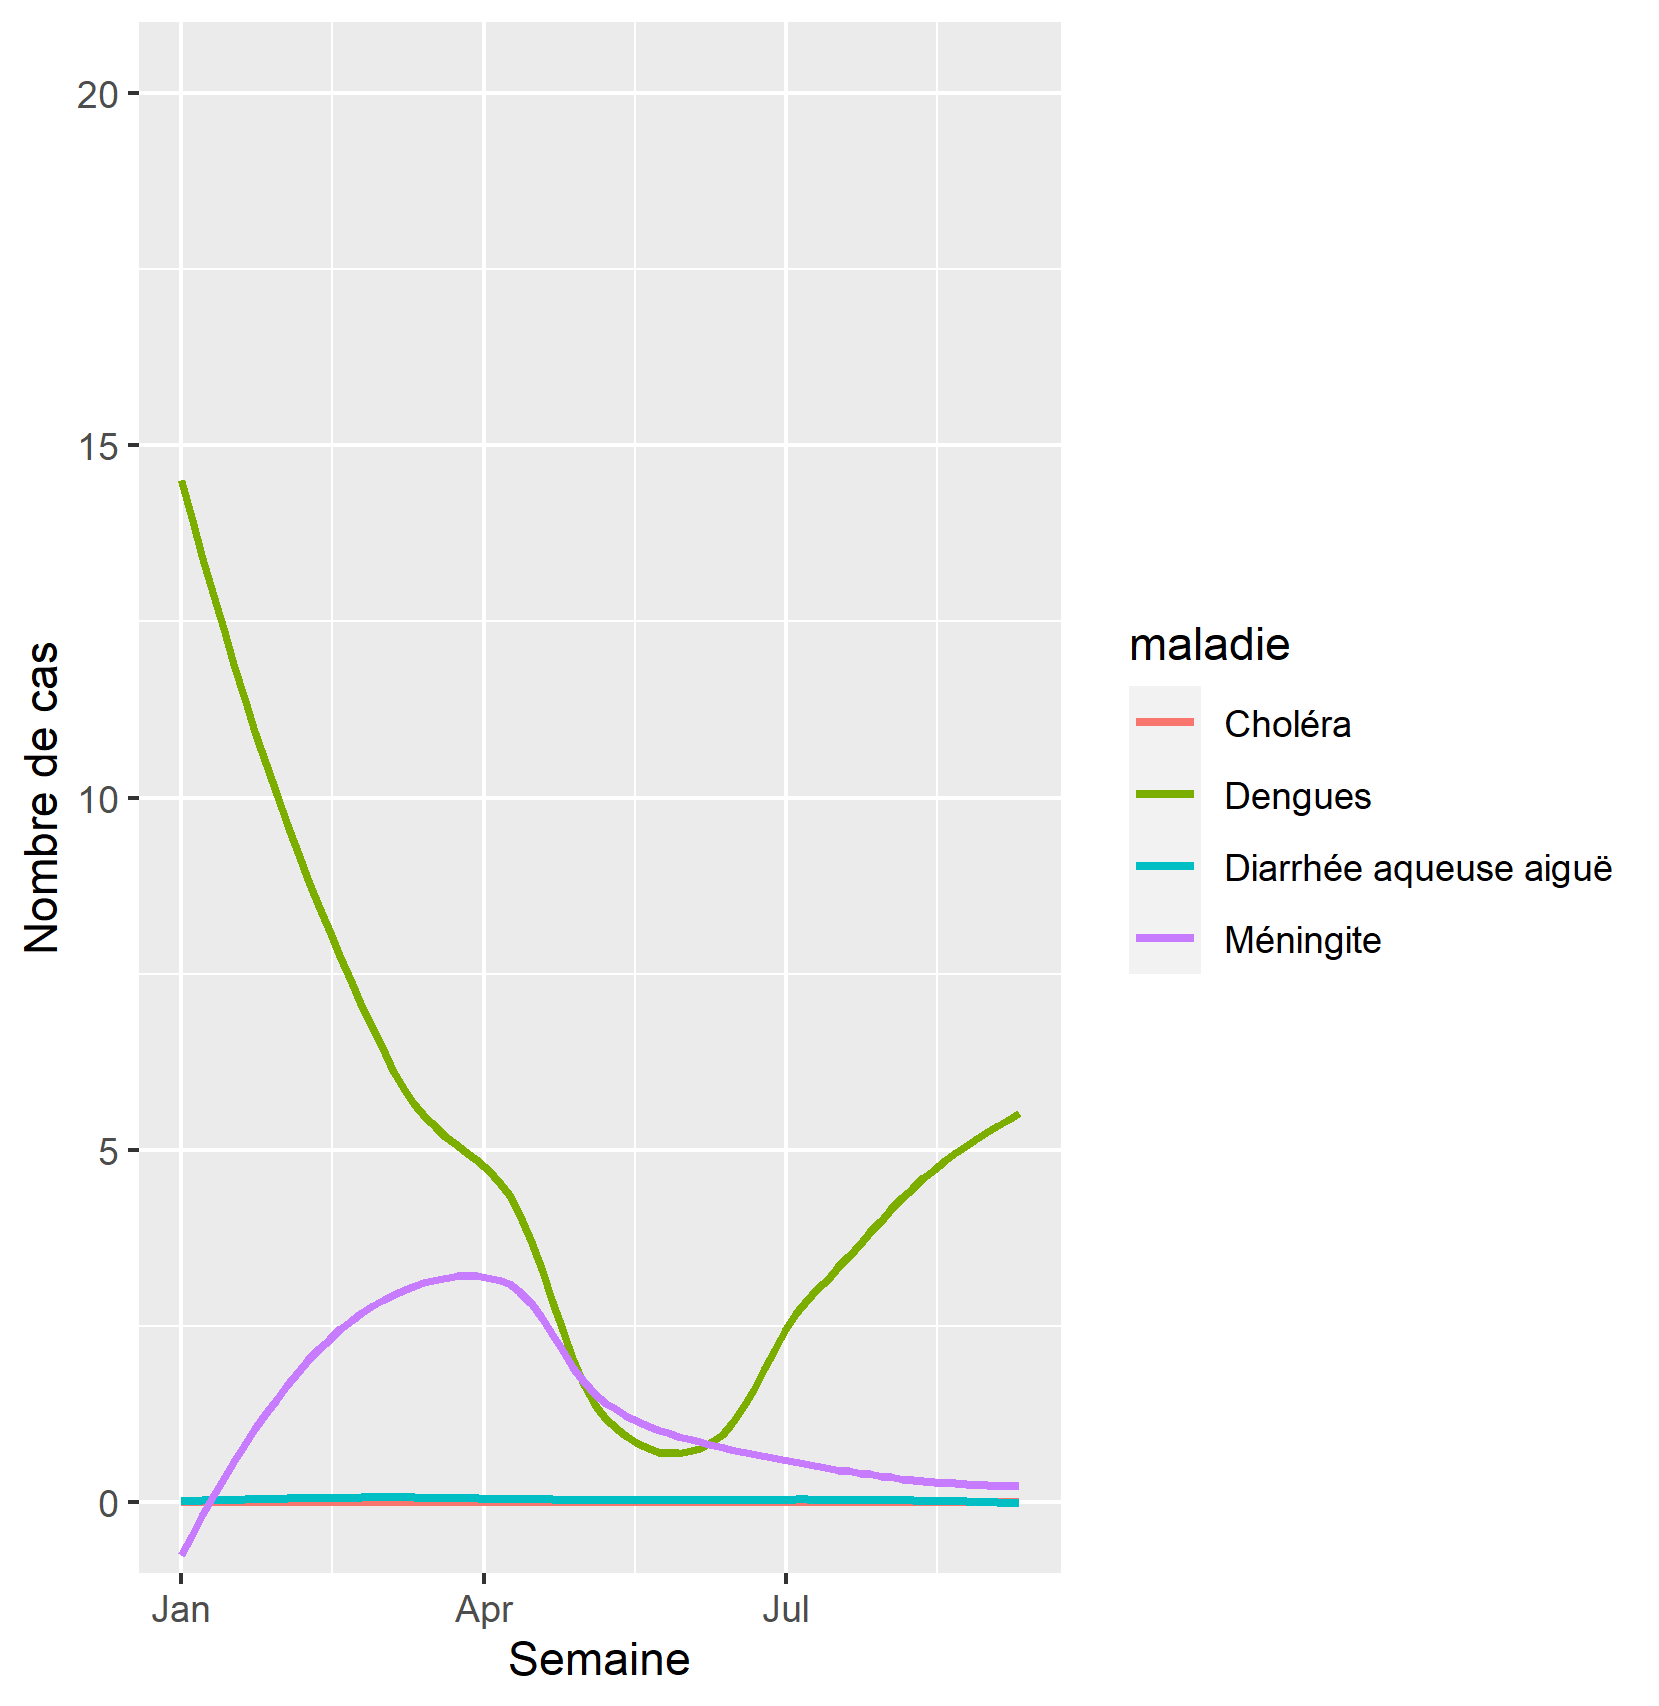 20
15
10
5
0
Nombre de cas
Jan
Apr
Jul
Semaine
maladie
Choléra
Dengues
Diarrhée aqueuse aiguë
Méningite